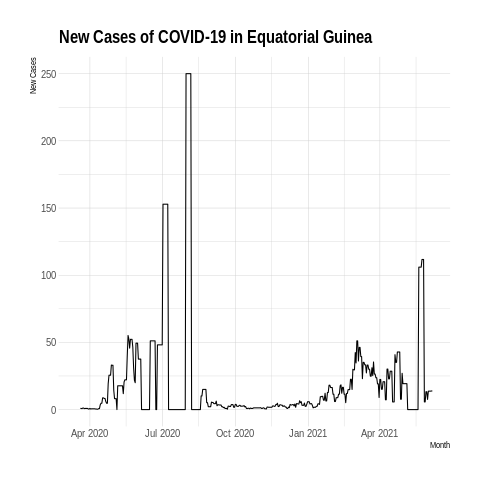 New Cases of COVID-19 in Equatorial Guinea
New Cases
250
200
150
100
50
0
Apr 2020 Jul 2020 Oct 2020 Jan 2021 Apr 2021
Month